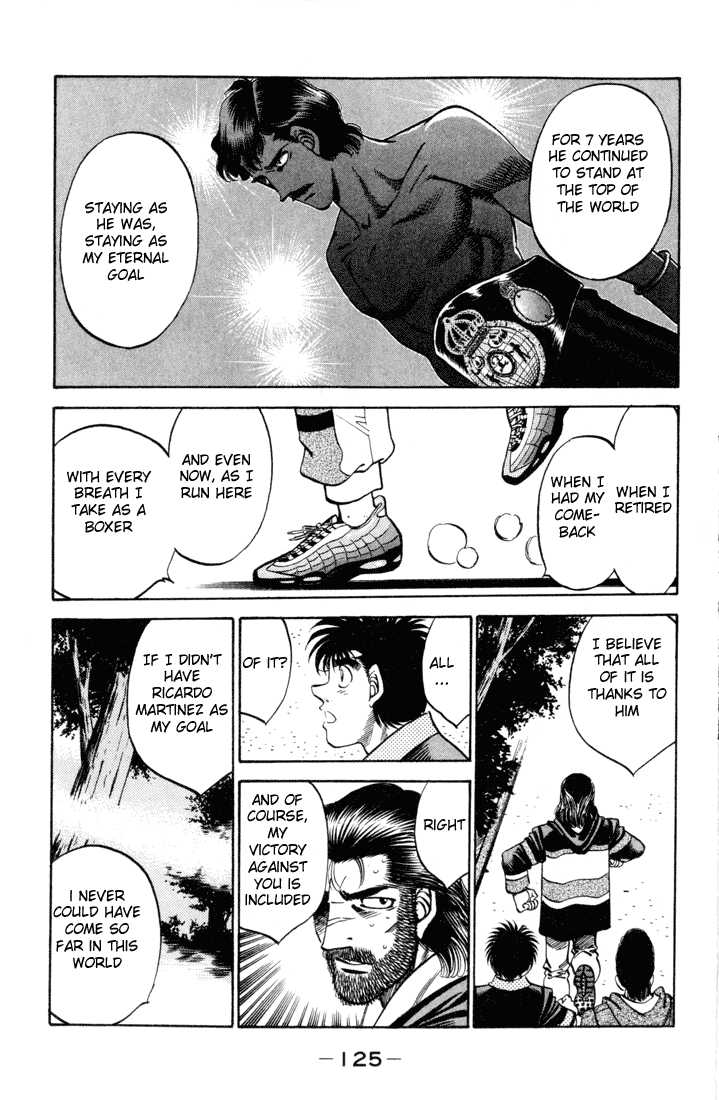 FOR 7 YEARS
HE CONTINUED
TO STAND AT
THE TOP OF
THE WORLD
STAYING AS
HE WAS,
STAYING AS
MY ETERNAL
GOAL
WHEN I
RETIRED
WHEN I
HAD MY
COME-
BACK
AND EVEN
NOW, AS I
RUN HERE
WITH EVERY
BREATH I
TAKE AS A
BOXER
I BELIEVE
THAT ALL
OF IT IS
THANKS TO
HIM
ALL
...
OF IT?
RIGHT
AND OF
COURSE,
MY
VICTORY
AGAINST
YOU IS
INCLUDED
IF I DIDN'T
HAVE
RICARDO
MARTINEZ AS
MY GOAL
I NEVER
COULD HAVE
COME SO
FAR IN THIS
WORLD
-125-